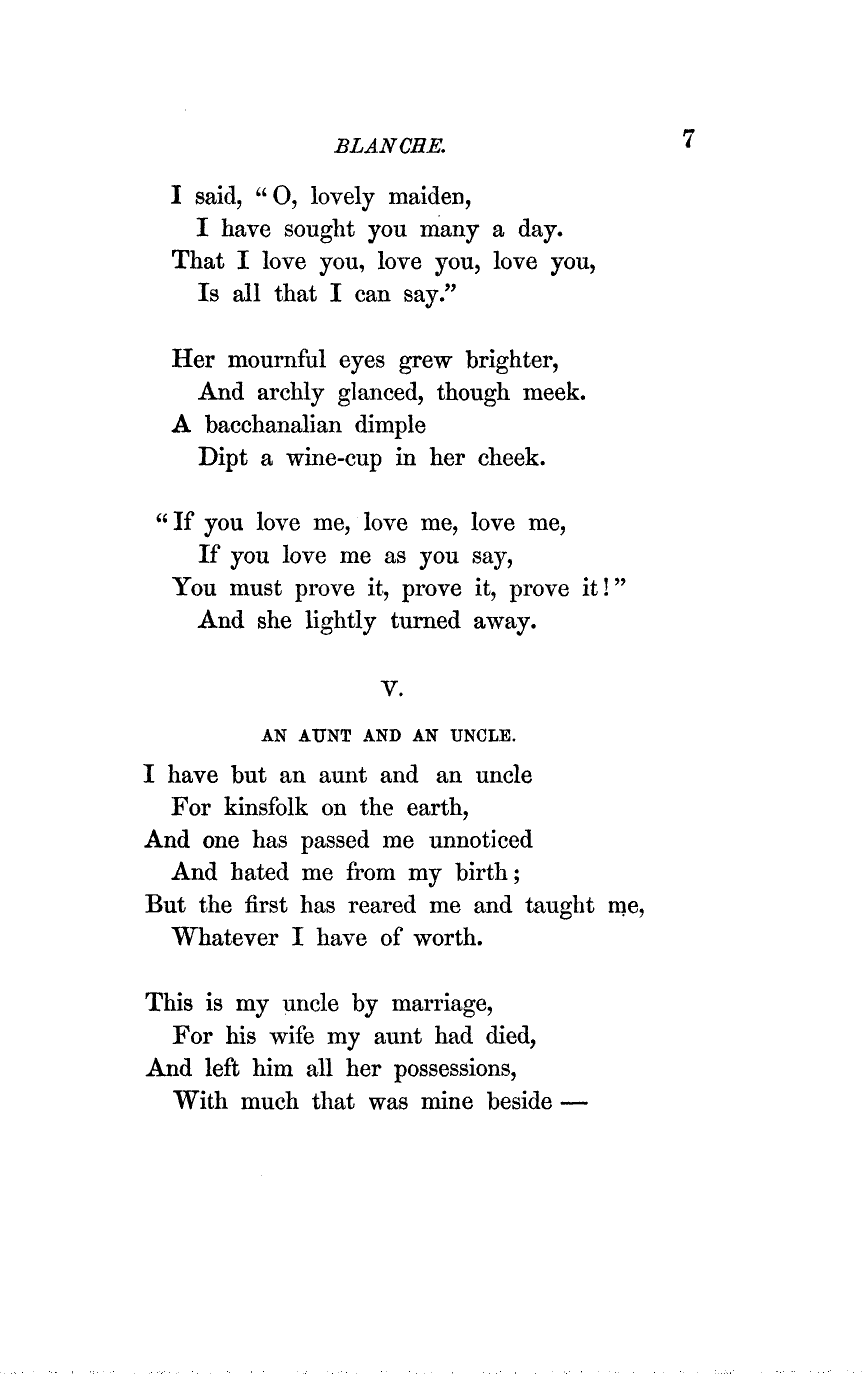 BLANCHE. 7
I said, “O, lovely maiden,
I have sought you many a day.
That I love you, love you, love you,
Is all that I can say.”
Her mournful eyes grew brighter,
And archly glanced, though meek.
A bacchanalian dimple
Dipt a wine-cup in her cheek.
“If you love me, love me, love me,
If you love me as you say,
You must prove it, prove it, prove it!”
And she lightly turned away.
V.
AN AUNT AND AN UNCLE.
I have but an aunt and an uncle
For kinsfolk on the earth,
And one has passed me unnoticed
And hated me from my birth;
But the first has reared me and taught me,
Whatever I have of worth.
This is my uncle by marriage,
For his wife my aunt had died,
And left him all her possessions,
With much that was mine beside —